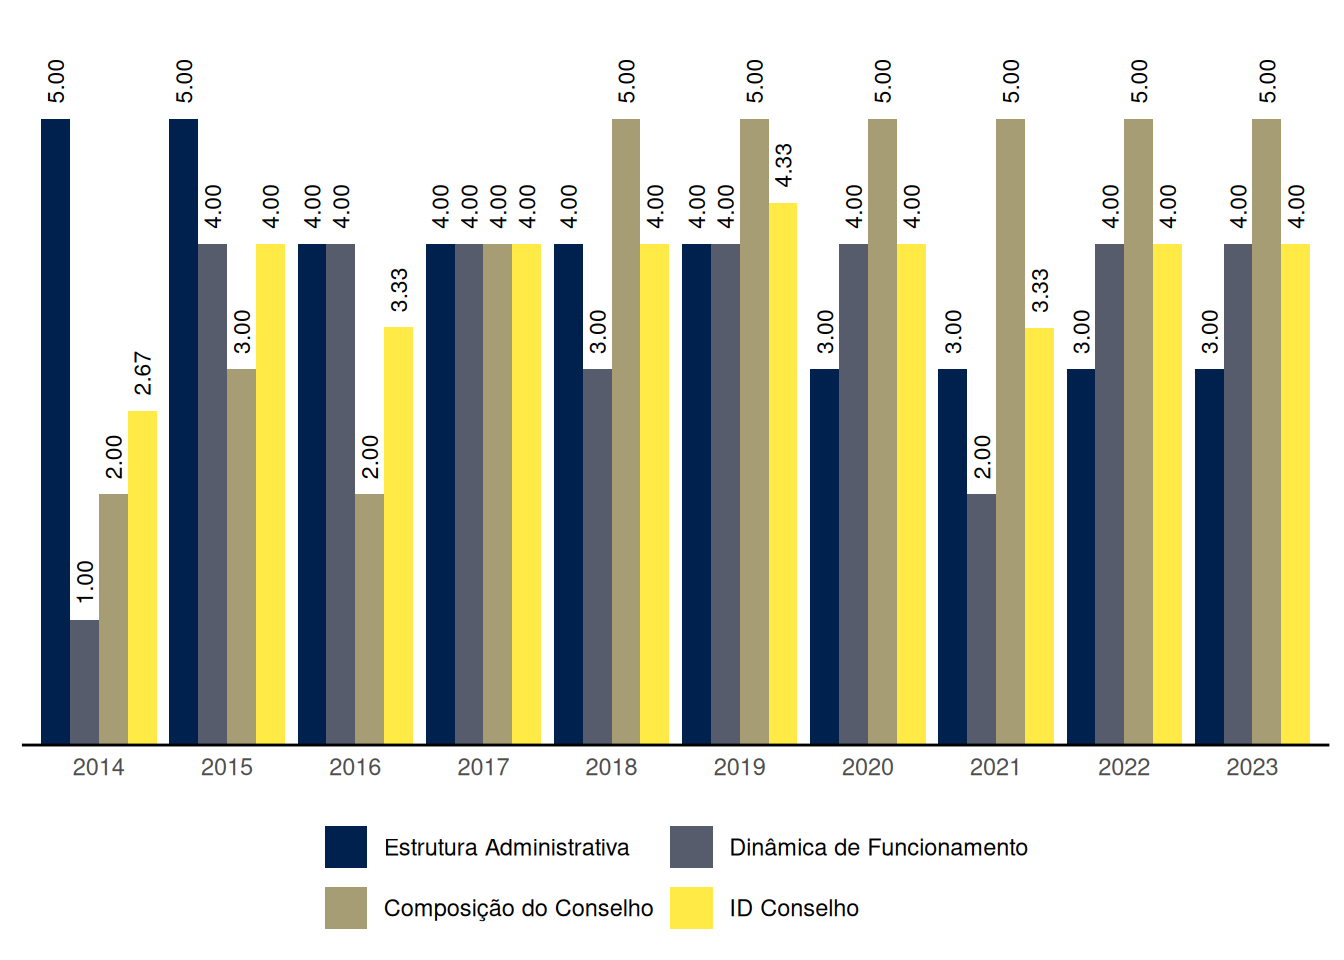 5.00 1.00 2.00 2.67
5.00 4.00 3.00 4.00
4.00 4.00 2.00 3.33
4.00 4.00 4.00 4.00
4.00 3.00 5.00 4.00
4.00 4.00 5.00 4.33
3.00 4.00 5.00 4.00
3.00 2.00 5.00 3.33
3.00 4.00 5.00 4.00
3.00 4.00 5.00 4.00
2014 2015 2016 2017 2018 2019 2020 2021 2022 2023
Estrutura Administrativa Dinâmica de Funcionamento
Composição do Conselho ID Conselho